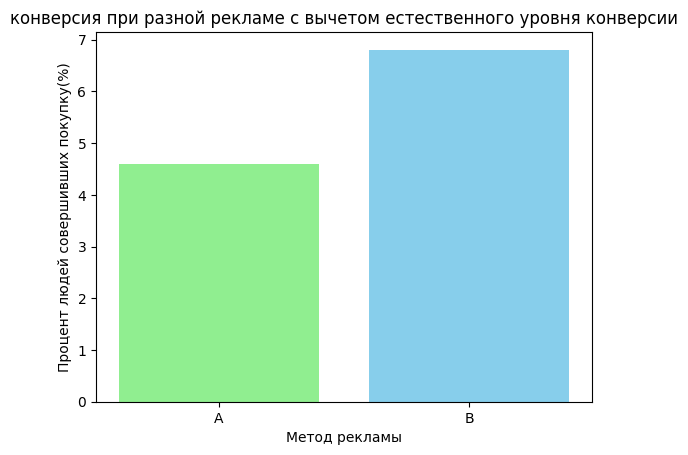 конверсия при разной рекламе с вычетом естественного уровня конверсии
Процент людей совершивших покупку(%)
7
6
5
4
3
2
1
0
A
B
Метод рекламы